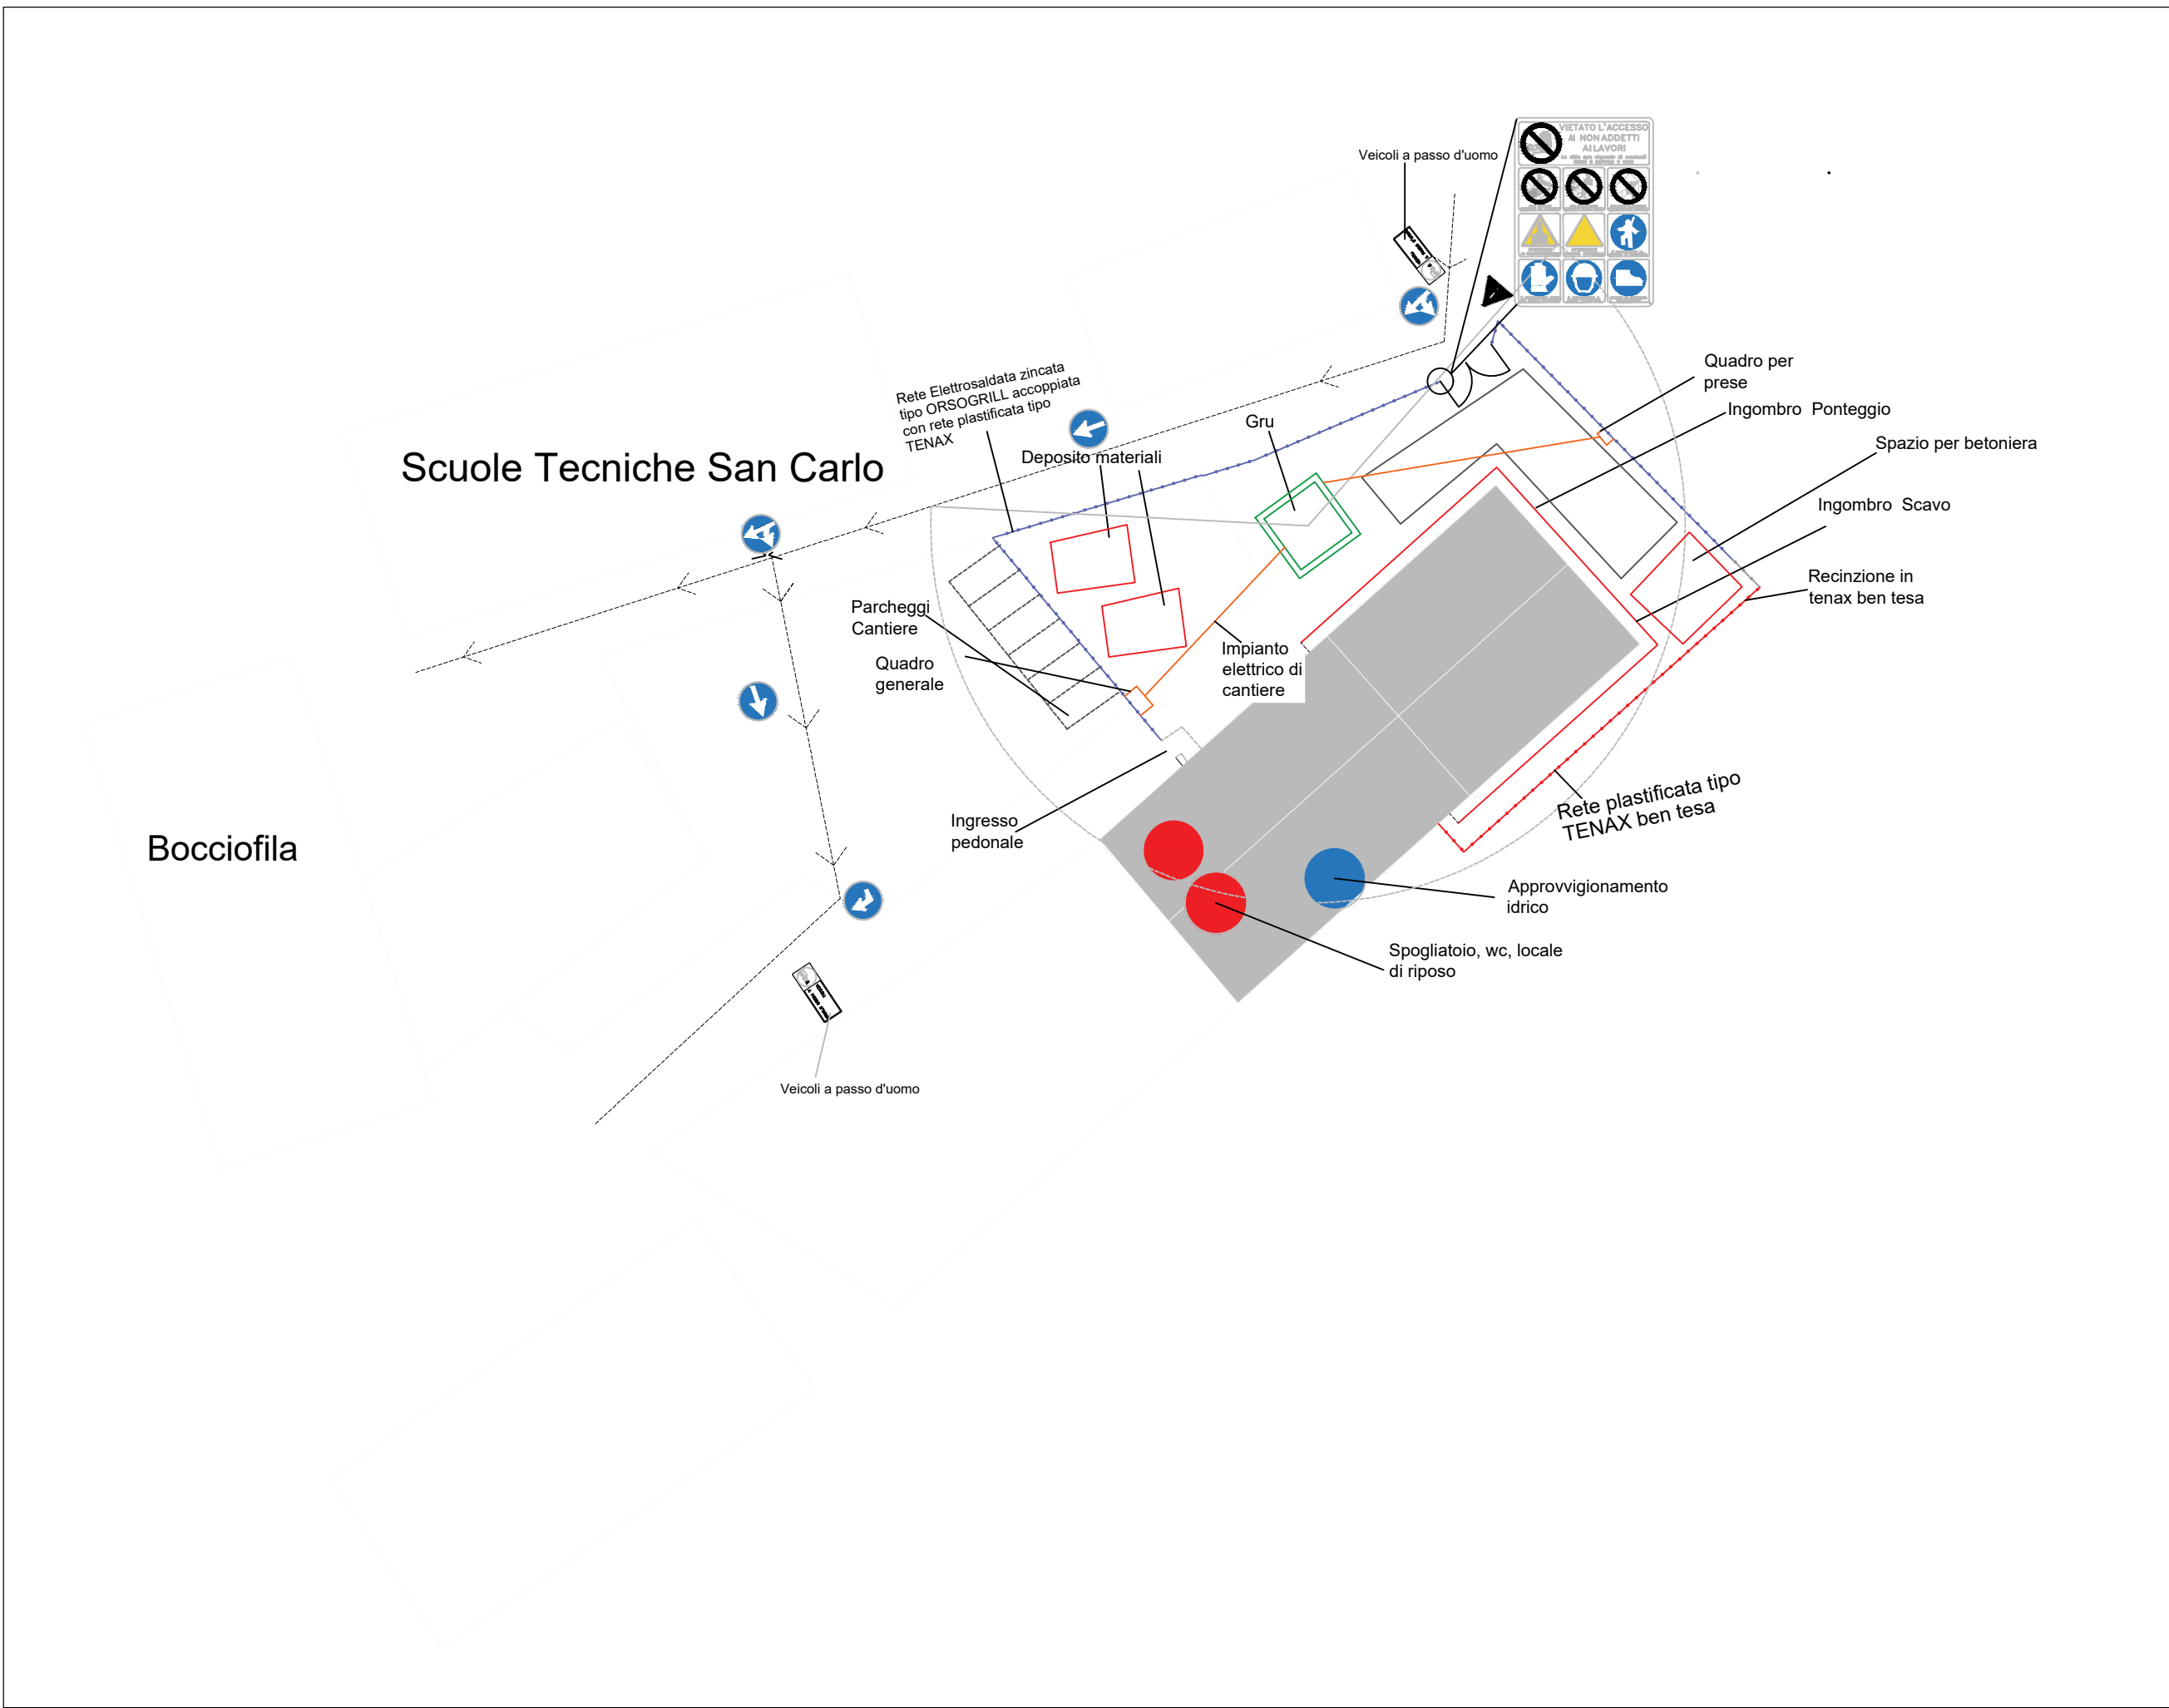 VIETATO L'ACCESSO
AI NON ADDETTI
AI LAVORI
Veicoli a passo d'uomo
Quadro per
prese
Ingombro Ponteggio
Rete Elettrosaldata zincata
tipo ORSOGRILL accoppiata
con rete plastificata tipo
TENAX
Gru
Spazio per betoniera
Deposito materiali
Scuole Tecniche San Carlo
Ingombro Scavo
Recinzione in
tenax ben tesa
Parcheggi
Cantiere
Quadro
generale
Impianto
elettrico di
cantiere
Rete plastificata tipo
TENAX ben tesa
Ingresso
pedonale
Bocciofila
Approvvigionamento
idrico
Spogliatoio, wc, locale
di riposo
Veicoli a passo d'uomo